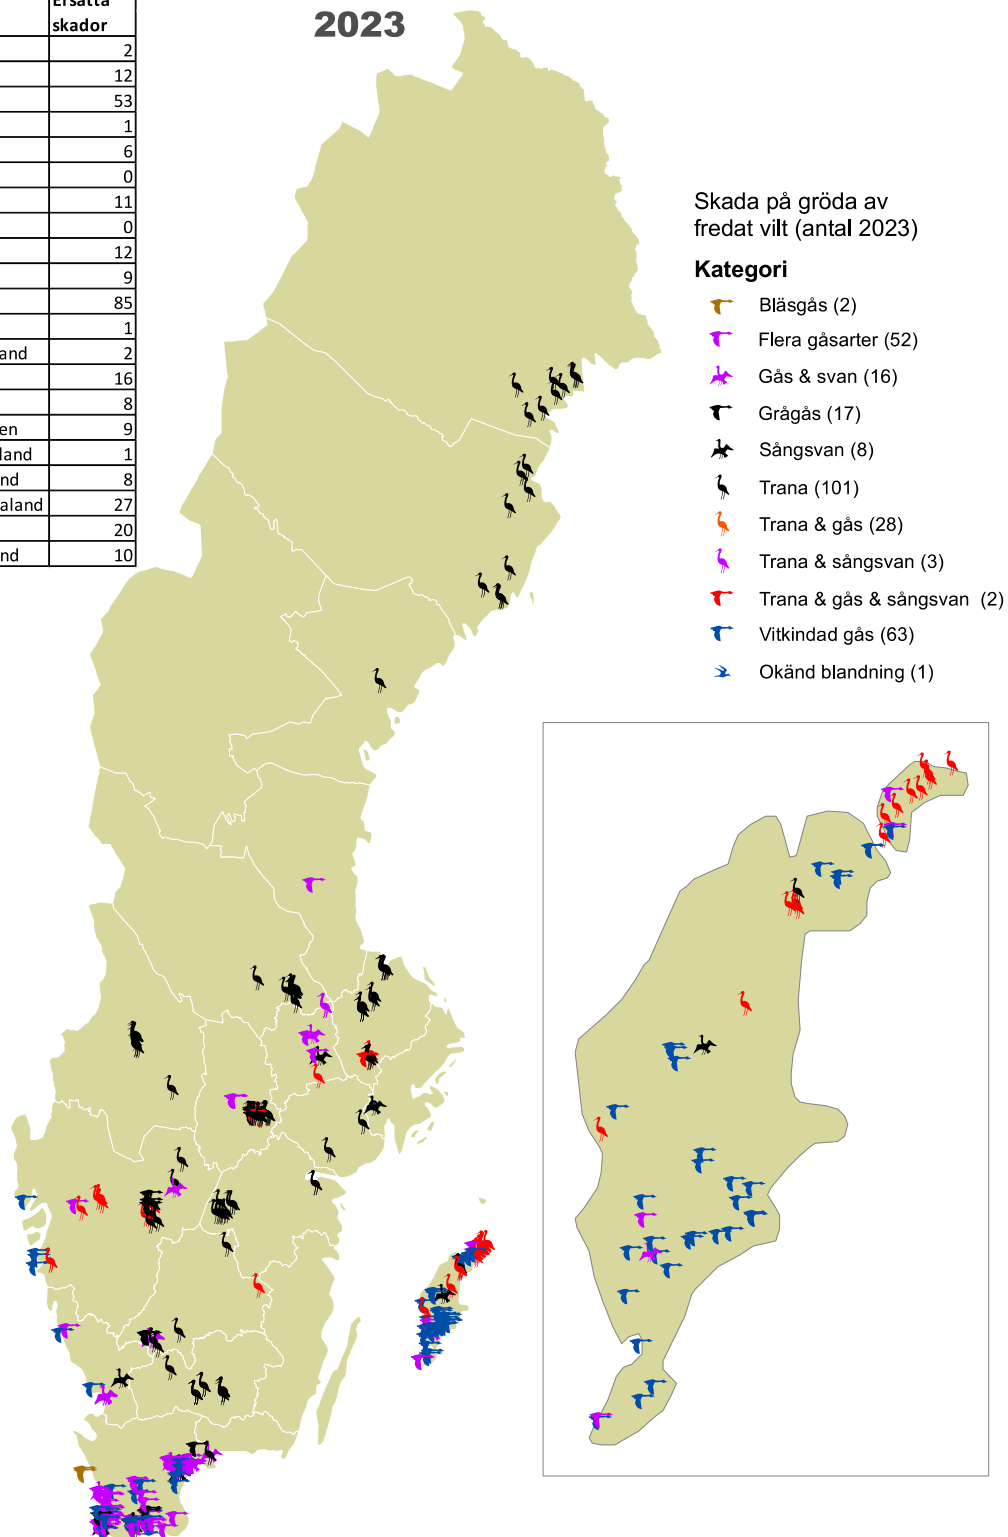 Ersatta
skador
2
12
53
1
6
0
11
0
12
9
85
1
and 2
16
8
en 9
land 1
nd 8
aland 27
20
nd 10
2023
Skada på gröda av
fredat vilt (antal 2023)
Kategori
Bläsgås (2)
Flera gåsarter (52)
Gås & svan (16)
Grågås (17)
Sångsvan (8)
Trana (101)
Trana & gås (28)
Trana & sångsvan (3)
Trana & gås & sångsvan (2)
Vitkindad gås (63)
Okänd blandning (1)